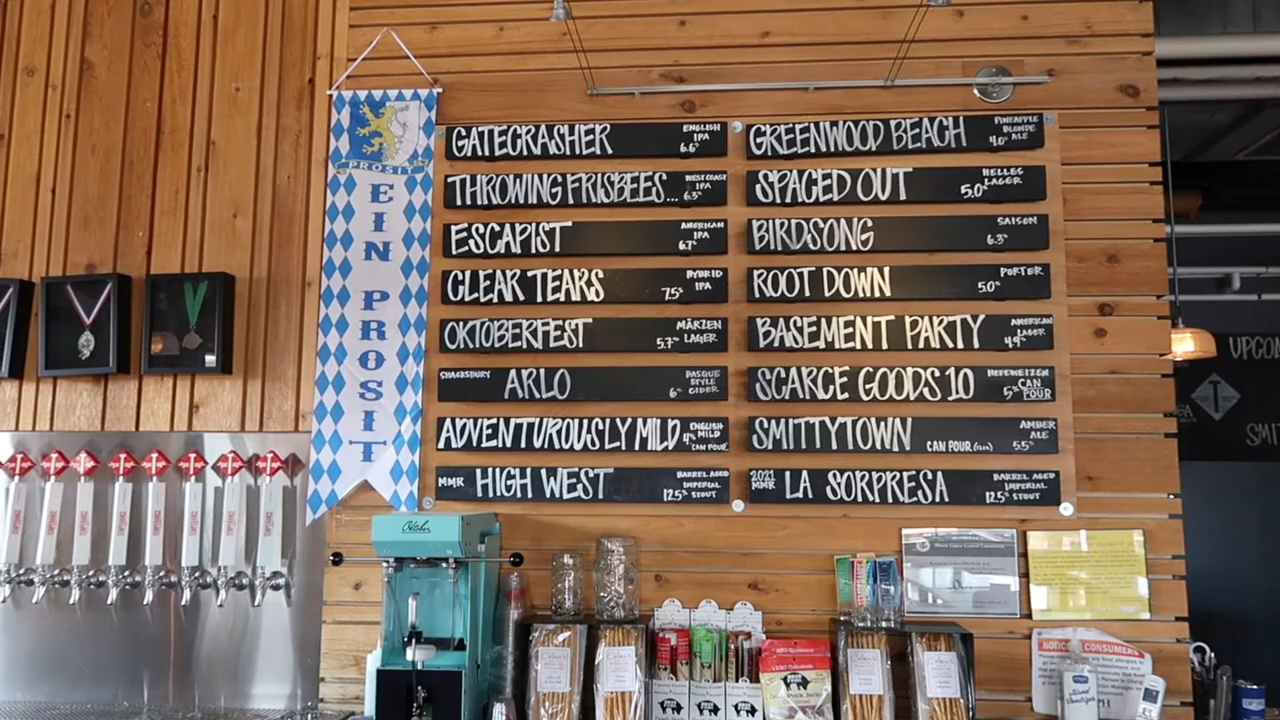 PROSIT
EIN PROSIT
GATECRASHER ENGLISH IPA 6.6%
THROWING FRISBEES... WEST COAST IPA 6.3%
ESCAPIST AMERICAN IPA 6.7%
CLEAR TEARS HYBRID IPA 7.5%
OKTOBERFEST MÄRZEN LAGER 5.7%
SHACKSBURY ARLO BASQUE STYLE CIDER 6%
ADVENTUROUSLY MILD ENGLISH MILD 4% CAN POUR
MMR HIGH WEST BARREL AGED IMPERIAL STOUT 12.5%
GREENWOOD BEACH PINEAPPLE BLONDE ALE 4.0%
SPACED OUT HELLES LAGER 5.0%
BIRDSONG SAISON 6.3%
ROOT DOWN PORTER 5.0%
BASEMENT PARTY AMERICAN LAGER 4.9%
SCARCE GOODS 10 HEFEWEIZEN 5% CAN POUR
SMITTYTOWN CAN POUR (12oz) AMBER ALE 5.5%
2021 MMR LA SORPRESA BARREL AGED IMPERIAL STOUT 12.5%
UPCOM
SMIT
Oktober
NOTICE CONSUMERS